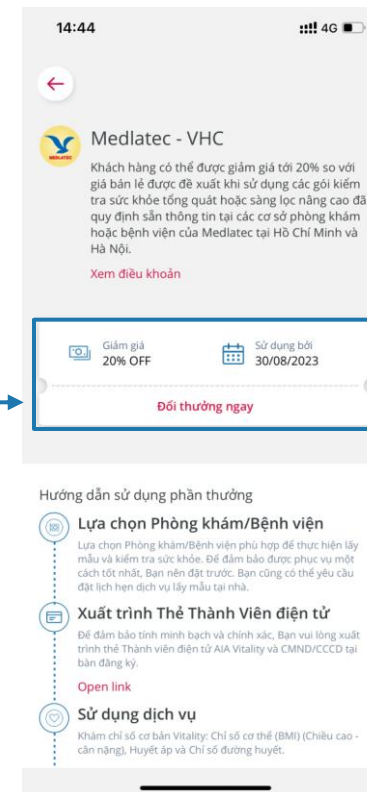 14:44
4G
MEDLATEC
Medlatec - VHC
Khách hàng có thể được giảm giá tới 20% so với
giá bán lẻ được đề xuất khi sử dụng các gói kiểm
tra sức khỏe tổng quát hoặc sàng lọc nâng cao đã
quy định sẵn thông tin tại các cơ sở phòng khám
hoặc bệnh viện của Medlatec tại Hồ Chí Minh và
Hà Nội.
Xem điều khoản
Giảm giá
20% OFF
Sử dụng bởi
30/08/2023
Đổi thưởng ngay
Hướng dẫn sử dụng phần thưởng
Lựa chọn Phòng khám/Bệnh viện
Lựa chọn Phòng khám/Bệnh viện phù hợp để thực hiện lấy
mẫu và kiểm tra sức khỏe. Để đảm bảo được phục vụ một
cách tốt nhất, Bạn nên đặt trước. Bạn cũng có thể yêu cầu
đặt lịch hẹn dịch vụ lấy mẫu tại nhà.
Xuất trình Thẻ Thành Viên điện tử
Để đảm bảo tính minh bạch và chính xác, Bạn vui lòng xuất
trình thẻ Thành viên điện tử AIA Vitality và CMND/CCCD tại
bàn đăng ký.
Open link
Sử dụng dịch vụ
Khám chỉ số cơ bản Vitality: Chỉ số cơ thể (BMI) (Chiều cao -
cân nặng), Huyết áp và Chỉ số đường huyết.